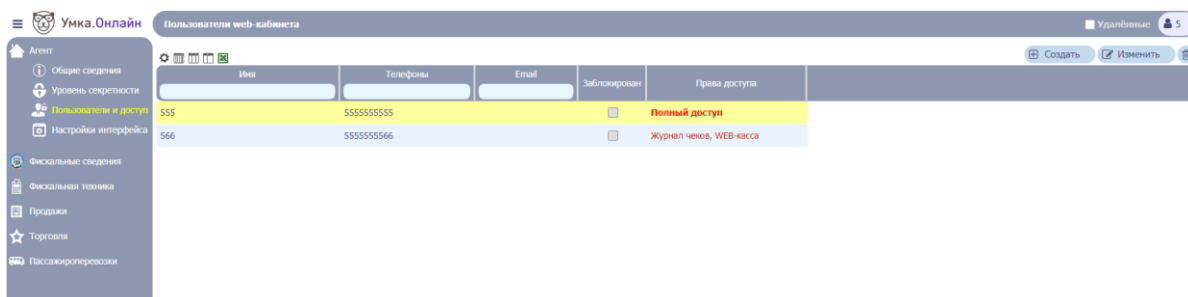 Умка.Онлайн
Пользователи web-кабинета
Удалённые
5
Агент
Общие сведения
Уровень секретности
Пользователи и доступ
Настройки интерфейса
Фискальные сведения
Фискальная техника
Продажи
Торговля
Пассажироперевозки
Создать
Изменить
Имя Телефоны Email Заблокирован Права доступа
555 5555555555 Полный доступ
566 5555555566 Журнал чеков, WEB-касса